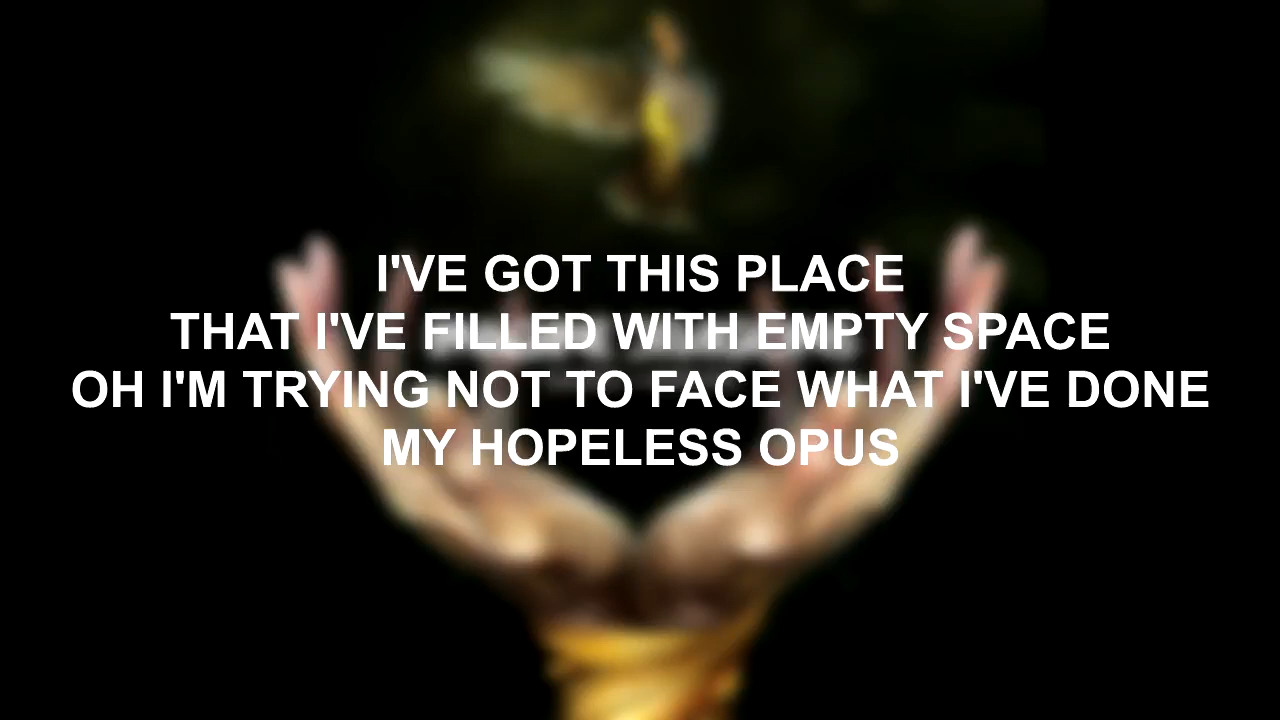 I'VE GOT THIS PLACE
THAT I'VE FILLED WITH EMPTY SPACE
OH I'M TRYING NOT TO FACE WHAT I'VE DONE
MY HOPELESS OPUS